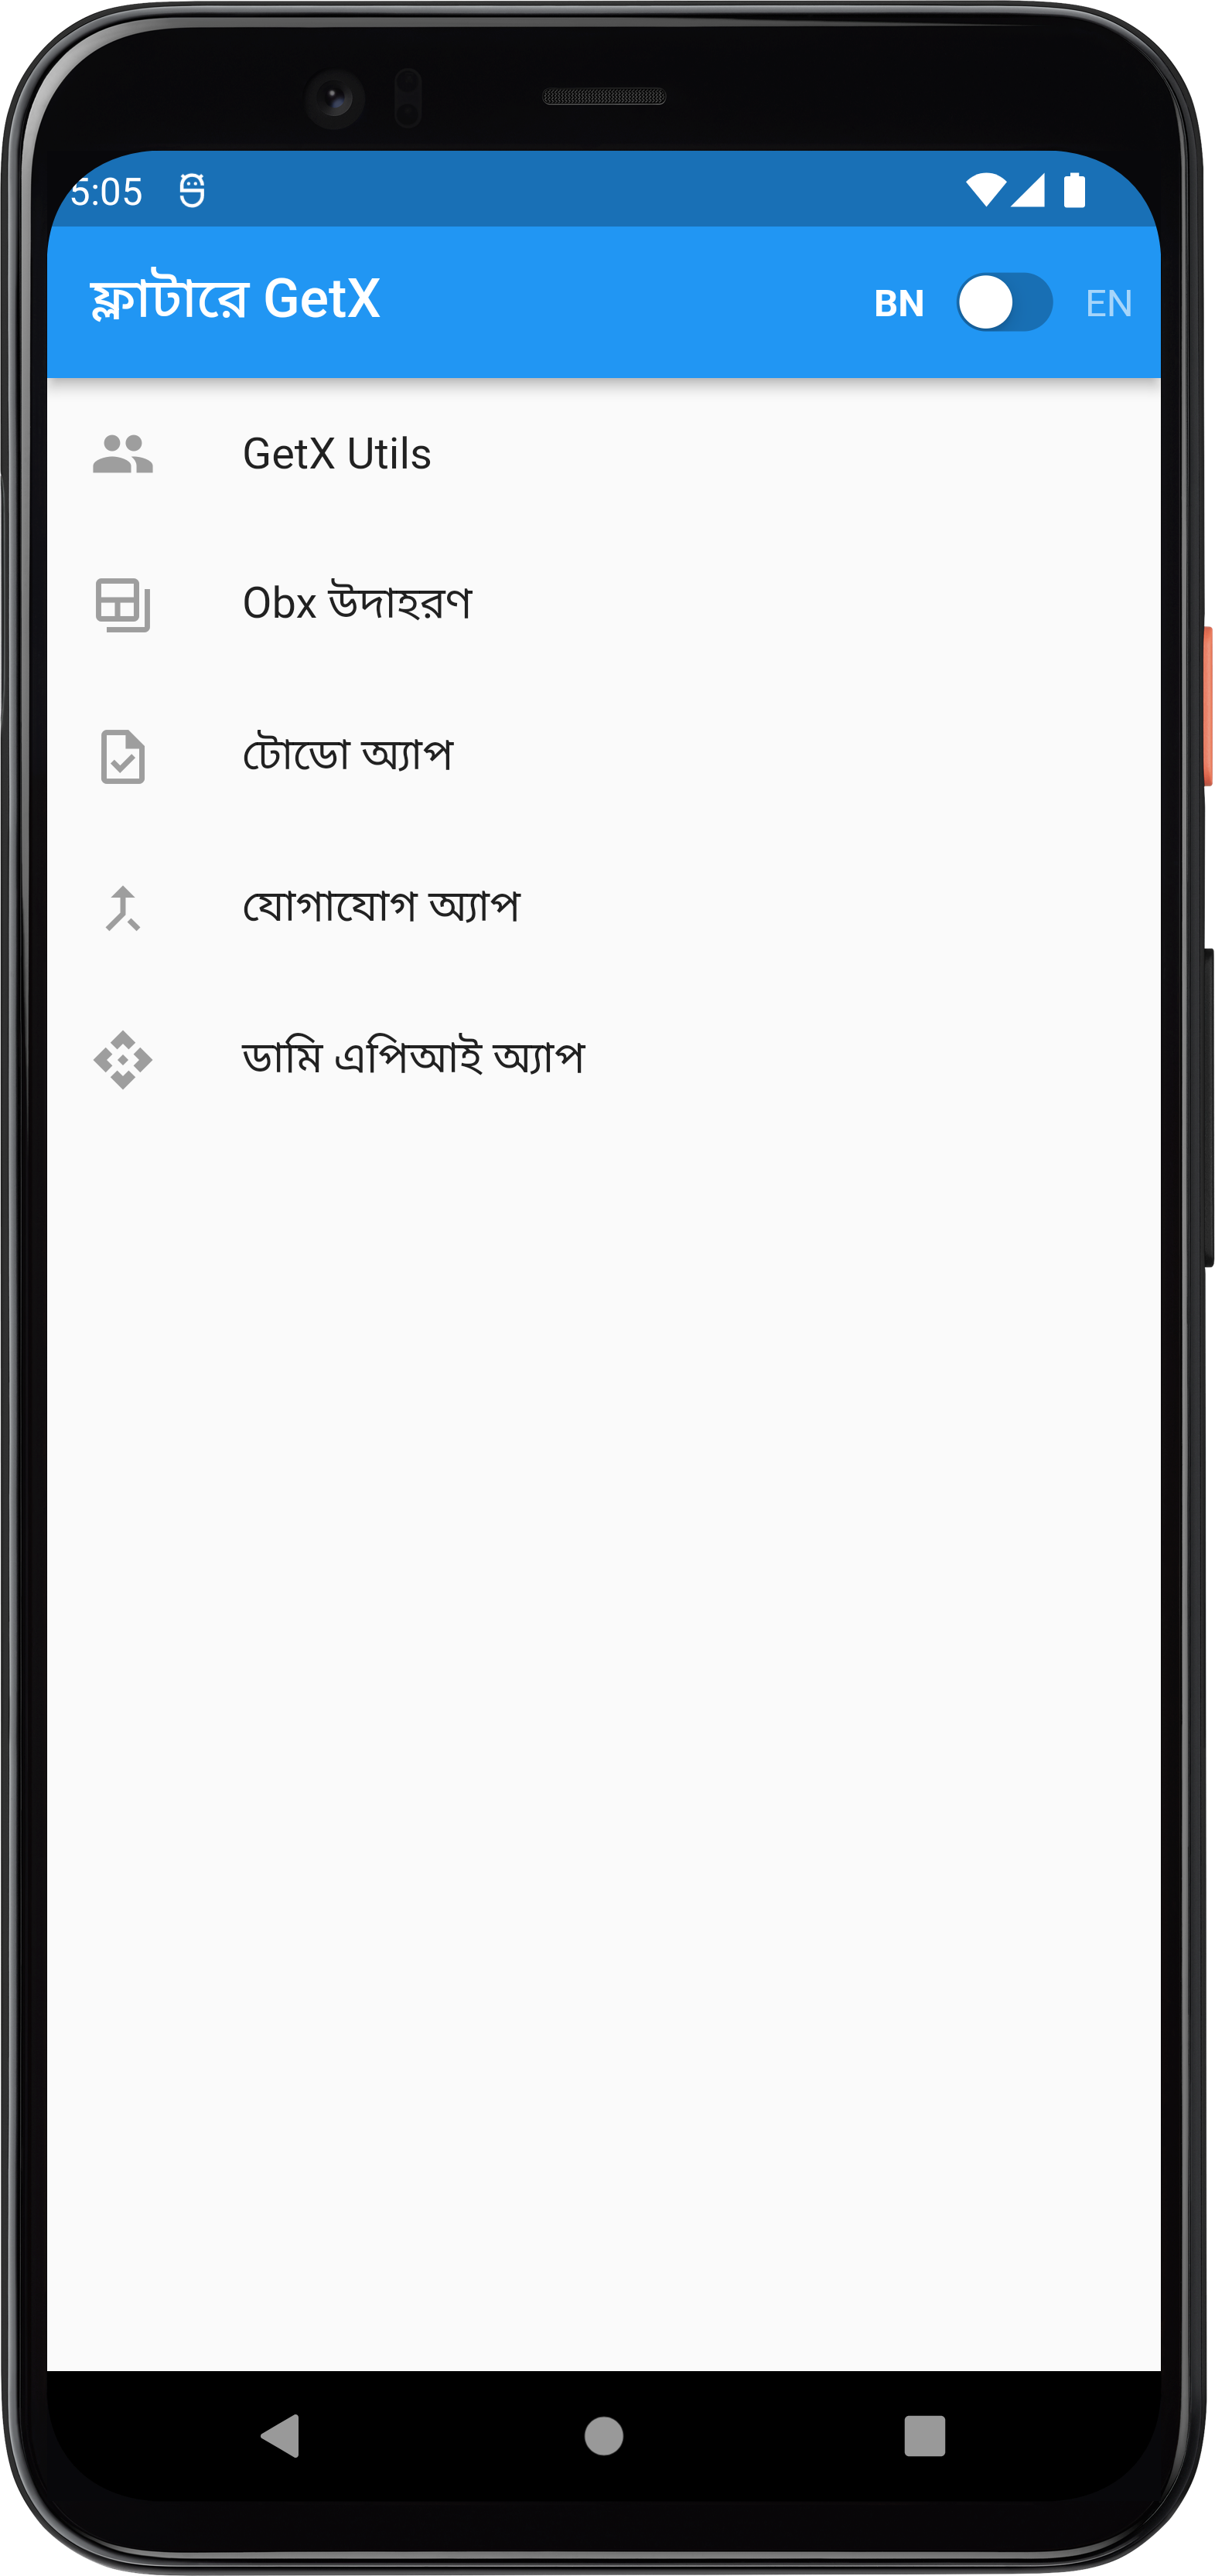 5:05
ফ্লাটারে GetX
BN EN
GetX Utils
Obx উদাহরণ
টোডো অ্যাপ
যোগাযোগ অ্যাপ
ডামি এপিআই অ্যাপ